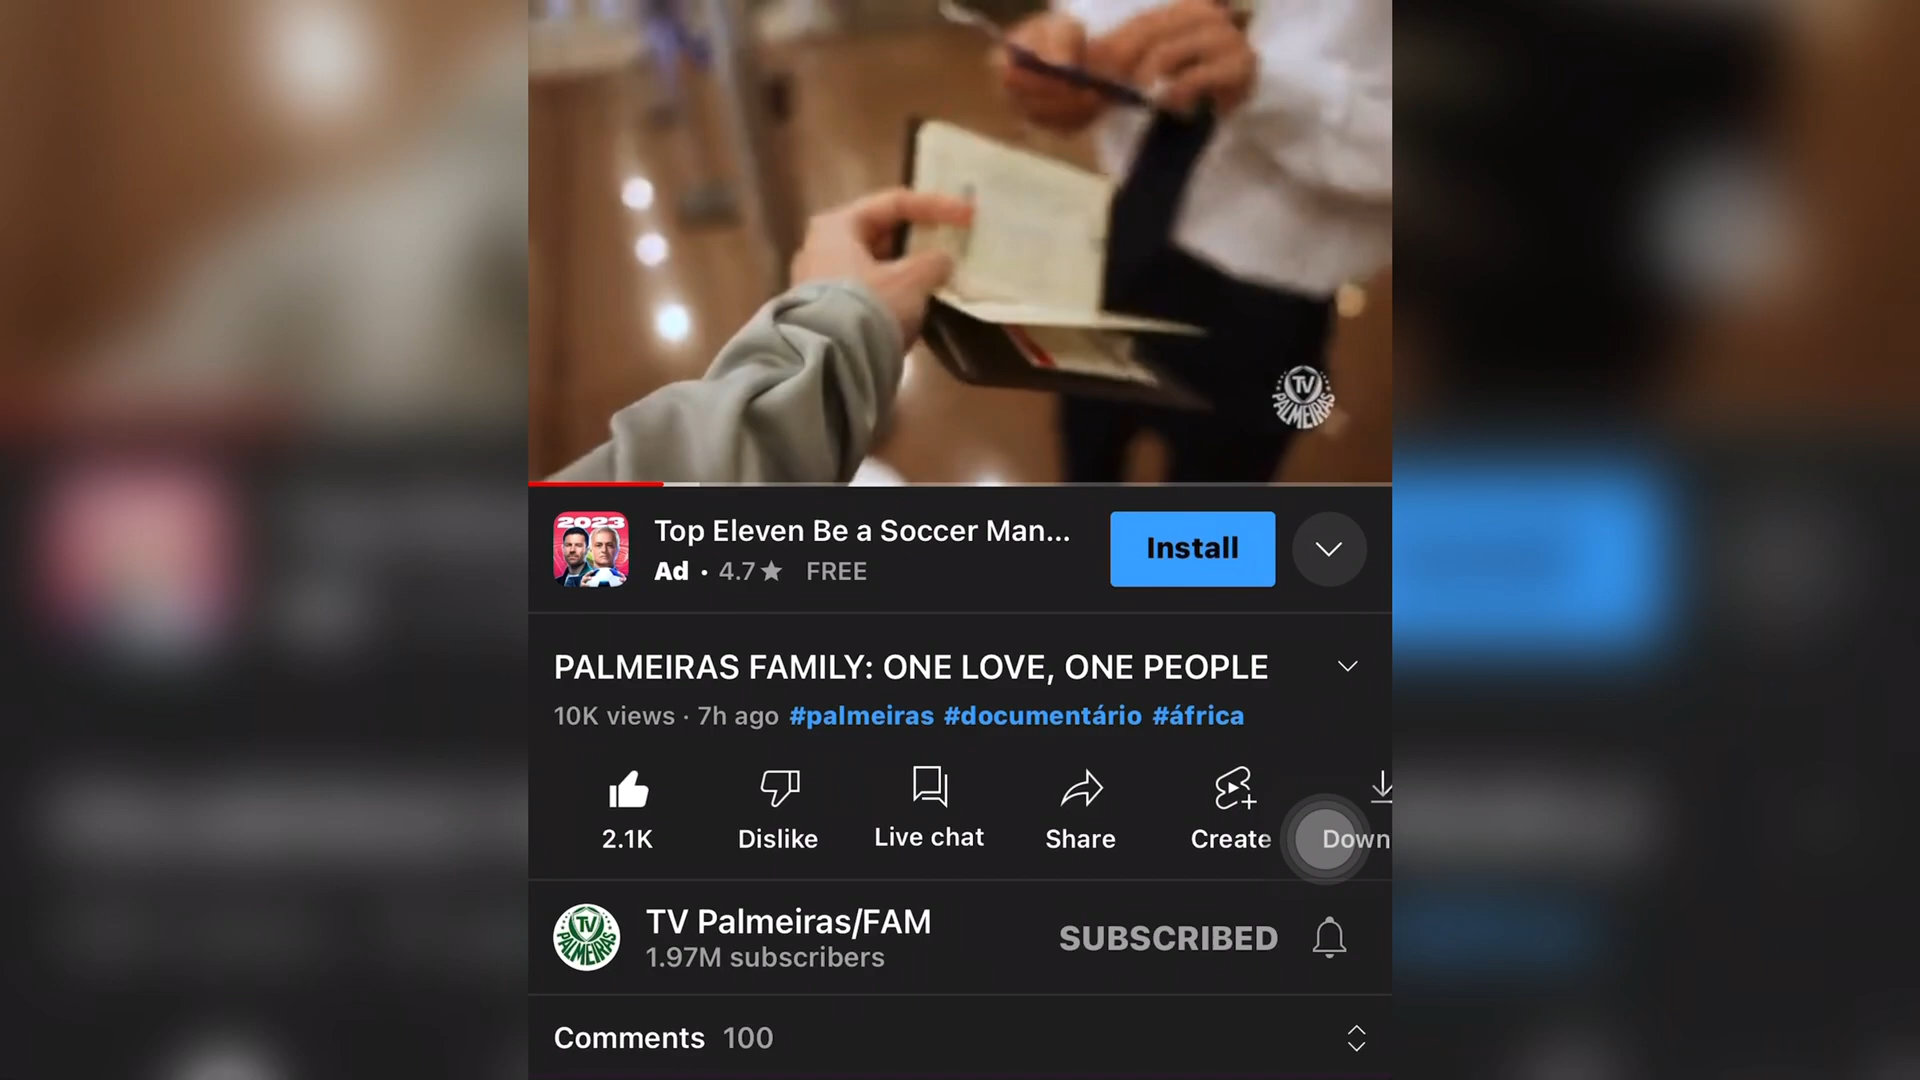 TV
PALMEIRAS
2023
Top Eleven Be a Soccer Man...
Ad · 4.7★ FREE
Install
PALMEIRAS FAMILY: ONE LOVE, ONE PEOPLE
10K views · 7h ago #palmeiras #documentário #áfrica
2.1K
Dislike
Live chat
Share
Create
Down
TV
PALMEIRAS
TV Palmeiras/FAM
1.97M subscribers
SUBSCRIBED
Comments 100